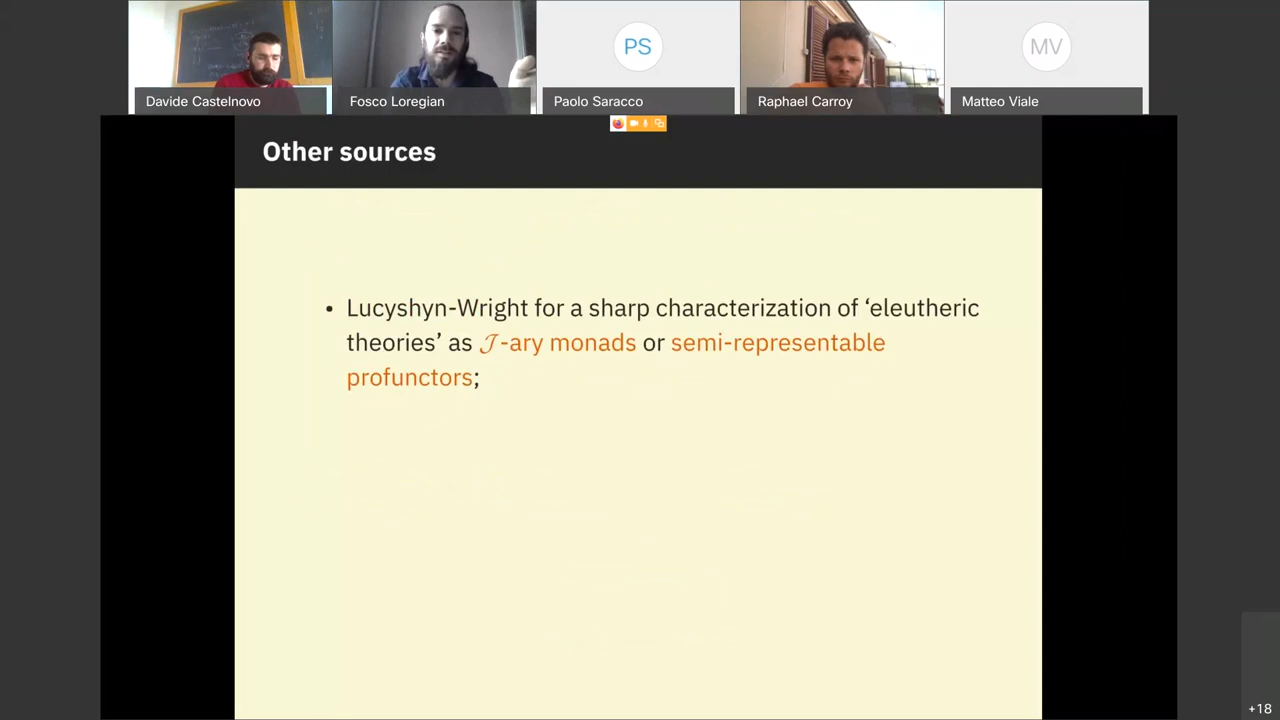 PS
MV
Davide Castelnovo
Fosco Loregian
Paolo Saracco
Raphael Carroy
Matteo Viale
Other sources
• Lucyshyn-Wright for a sharp characterization of ‘eleutheric
theories’ as 𝒥-ary monads or semi-representable
profunctors;
+18